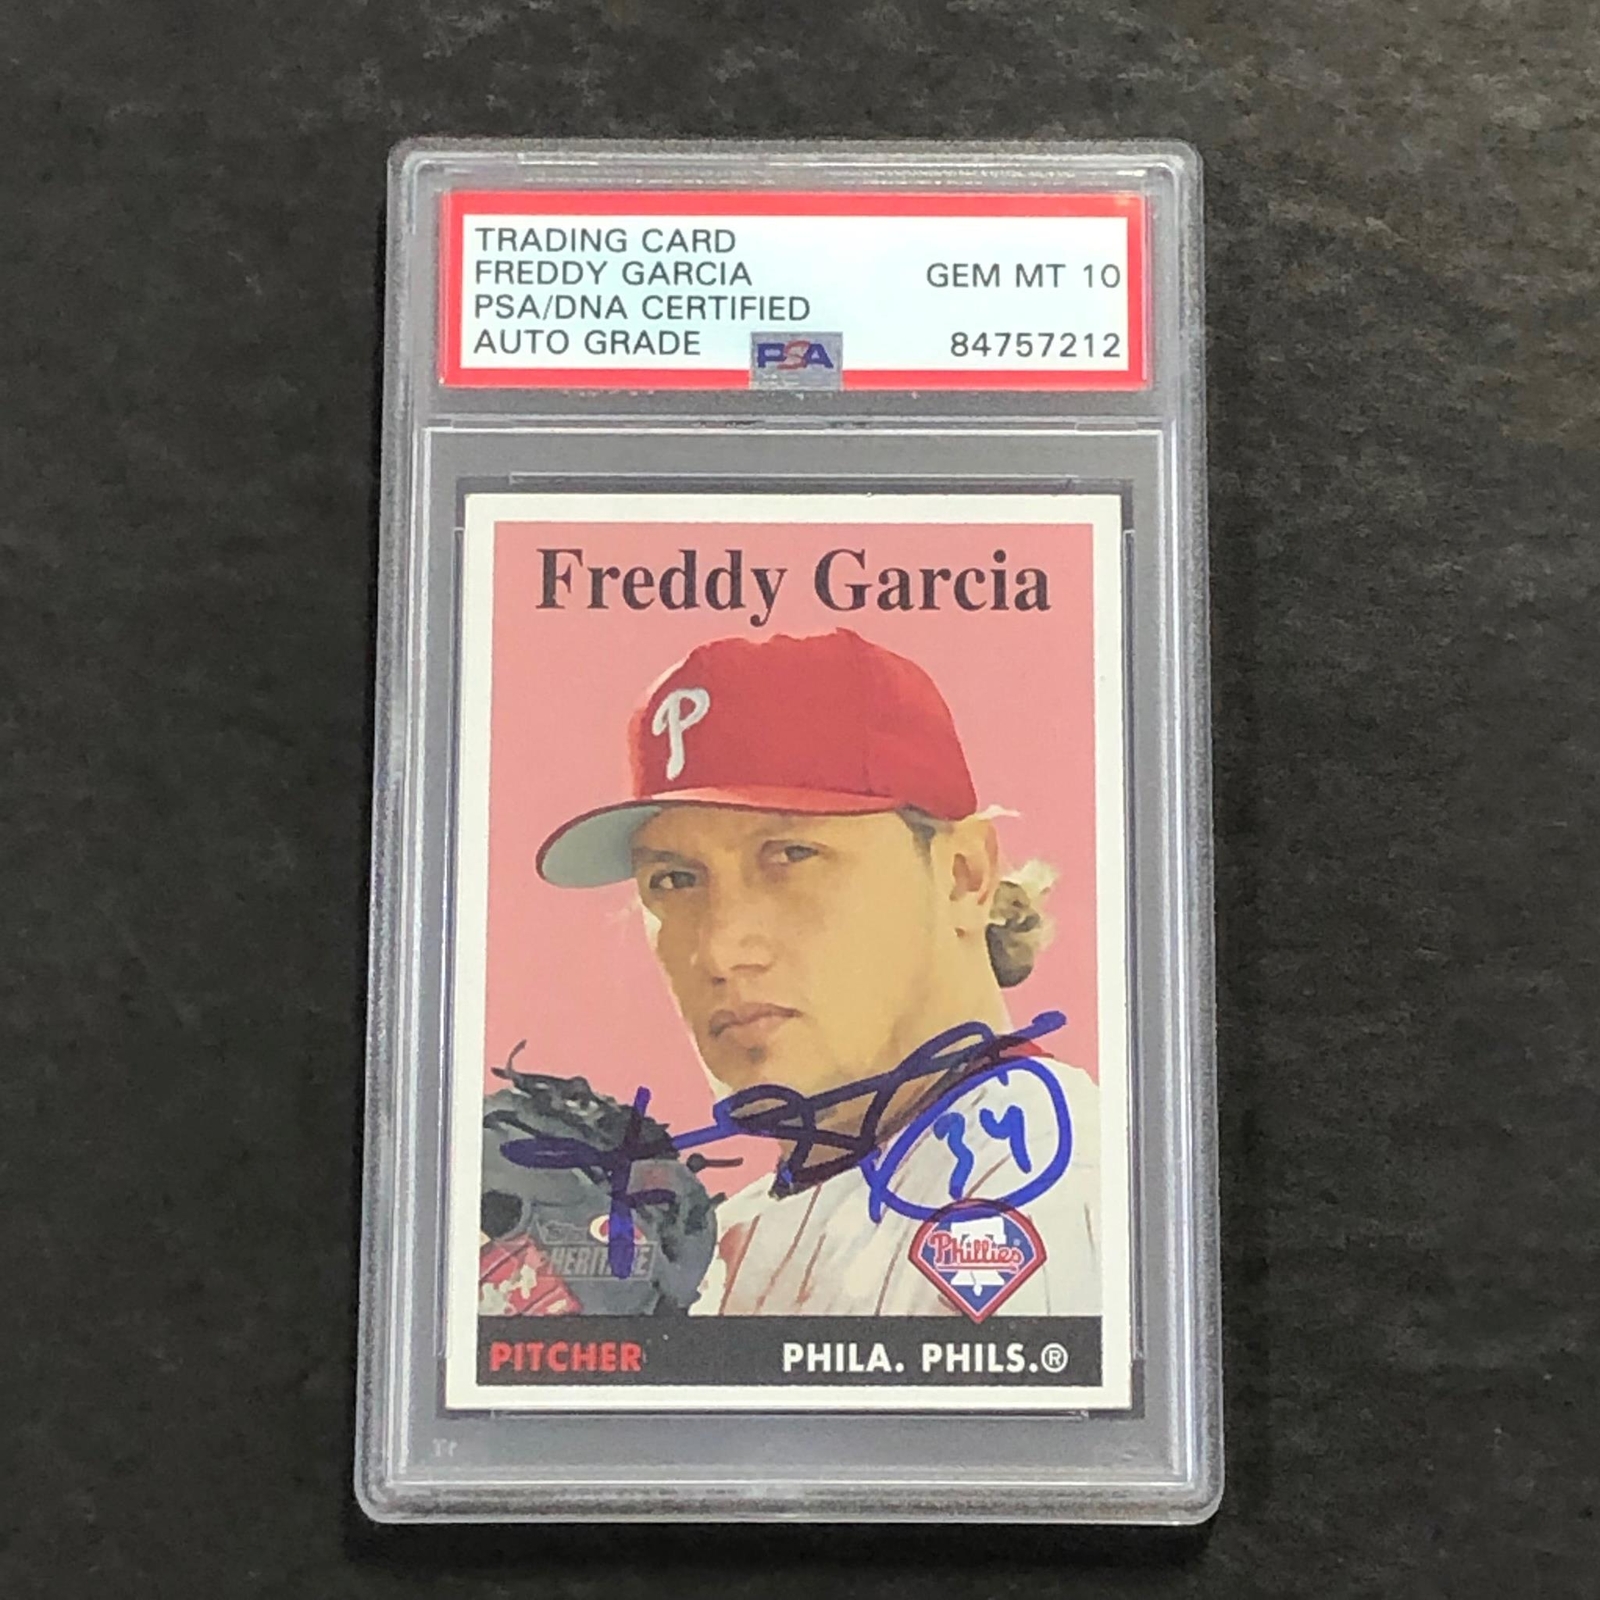 TRADING CARD
FREDDY GARCIA GEM MT 10
PSA/DNA CERTIFIED
AUTO GRADE PSA 84757212
Freddy Garcia
P
34
HERITAGE
Phillies
PITCHER PHILA. PHILS.®